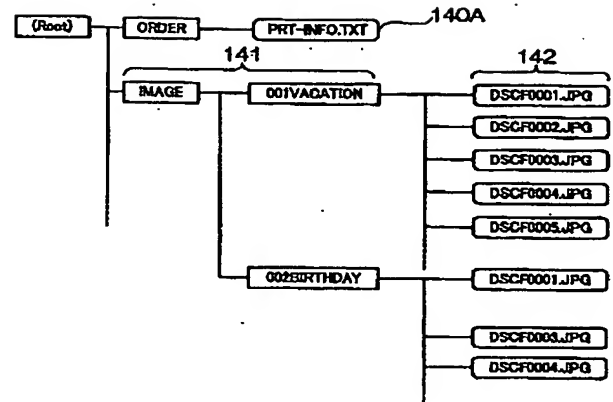 (Root) ORDER PRT-INFO.TXT 140A
141 142
IMAGE 001VACATION DSCF0001.JPG
DSCF0002.JPG
DSCF0003.JPG
DSCF0004.JPG
DSCF0005.JPG
002BIRTHDAY DSCF0001.JPG
DSCF0003.JPG
DSCF0004.JPG